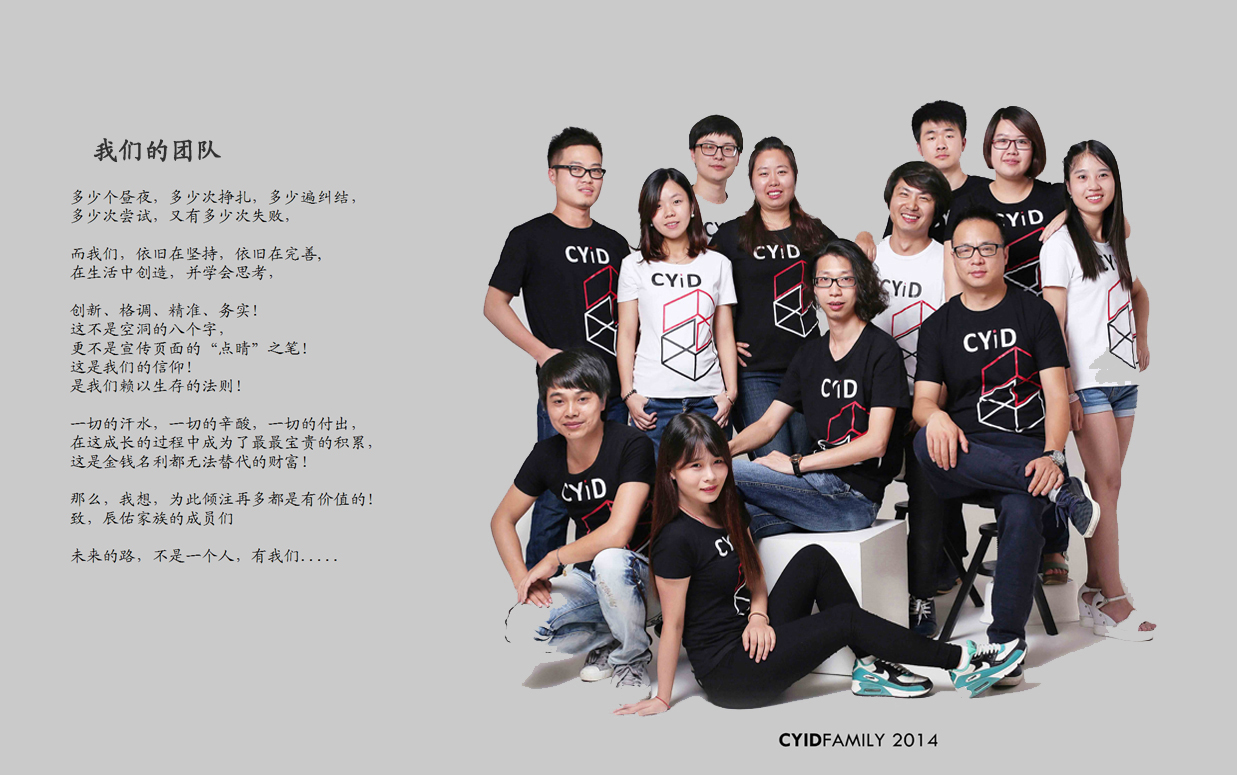 我们的团队
多少个昼夜，多少次挣扎，多少遍纠结，
多少次尝试，又有多少次失败，
而我们，依旧在坚持，依旧在完善，
在生活中创造，并学会思考，
创新、格调、精准、务实！
这不是空洞的八个字，
更不是宣传页面的“点睛”之笔！
这是我们的信仰！
是我们赖以生存的法则！
一切的汗水，一切的辛酸，一切的付出，
在这成长的过程中成为了最最宝贵的积累，
这是金钱名利都无法替代的财富！
那么，我想，为此倾注再多都是有价值的！
致，辰佑家族的成员们
未来的路，不是一个人，有我们.....
CYiD
CYiD
CYiD
CYiD
CYiD
CYiD
CYiD
CYiD
CYIDFAMILY 2014